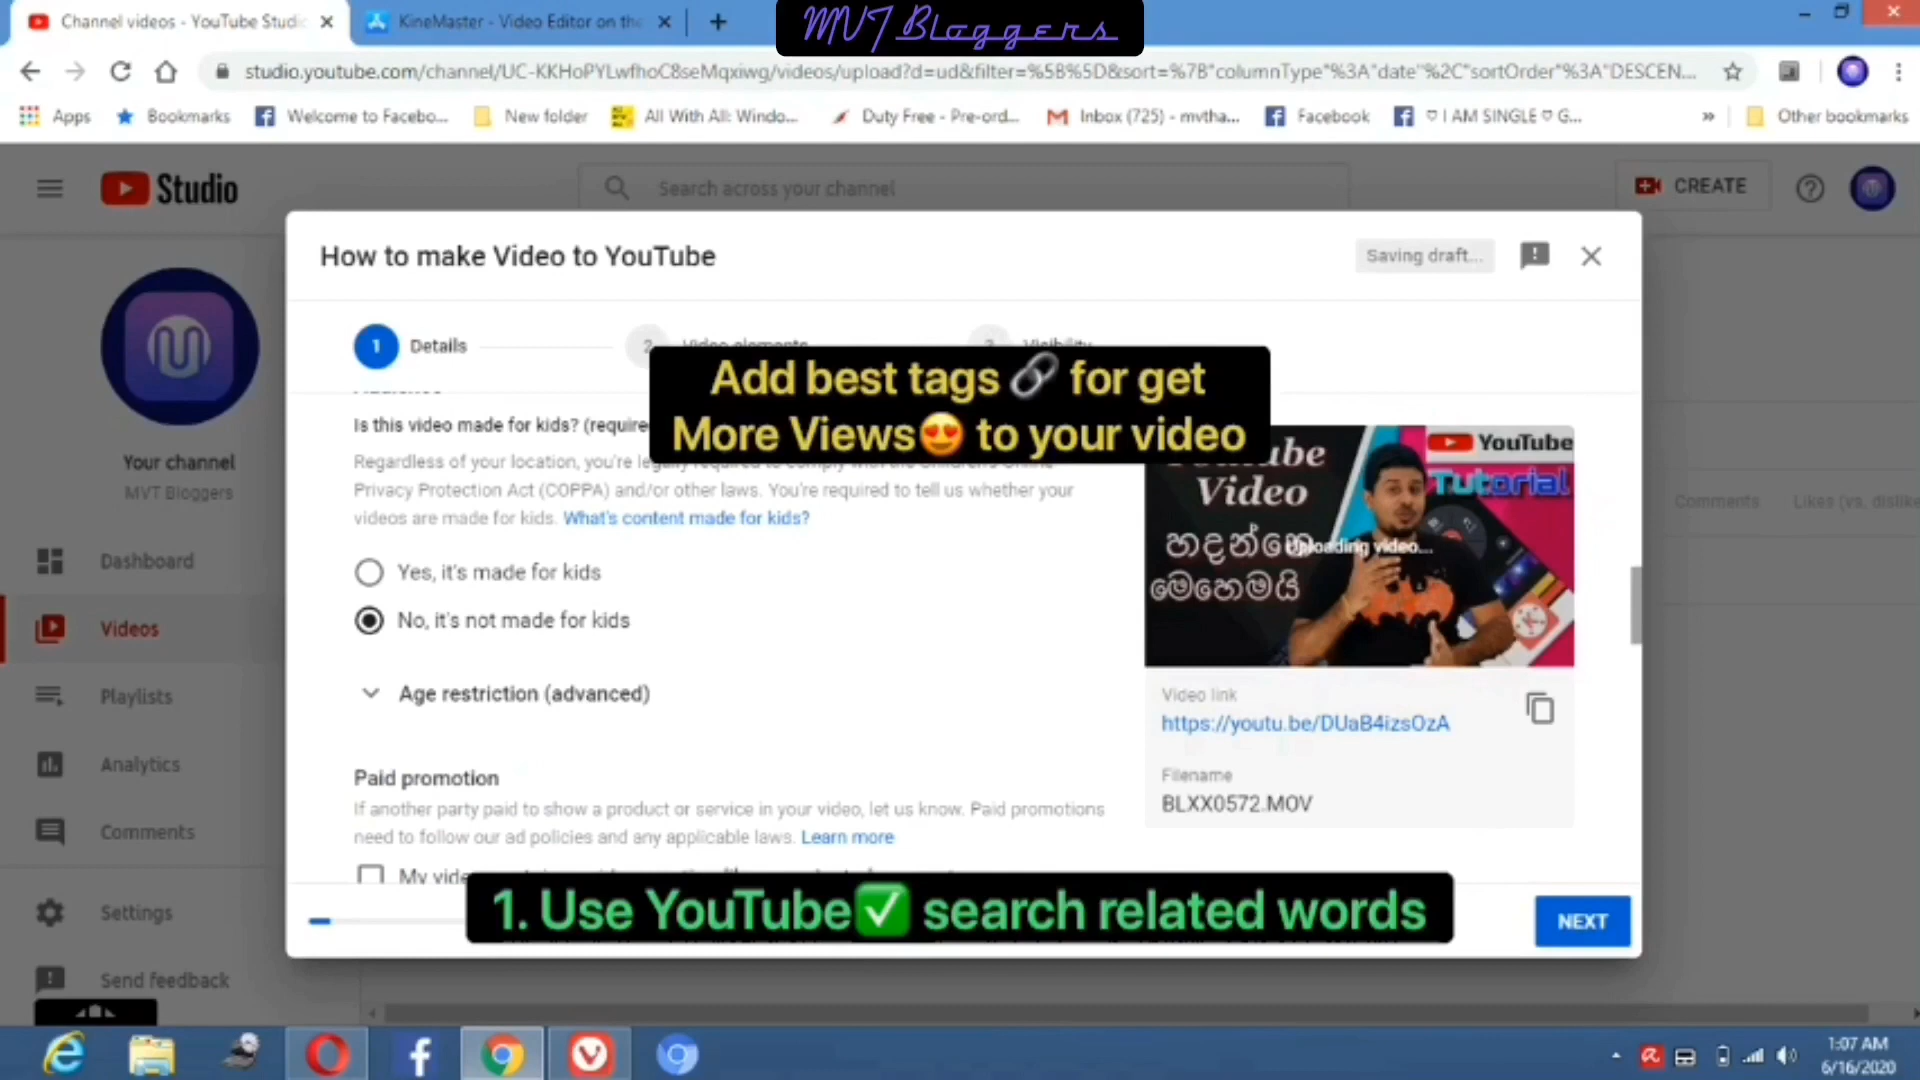 Channel videos - YouTube Studio
KineMaster - Video Editor on the
MVT Bloggers
studio.youtube.com/channel/UC-KKHoPYLwfhoC8seMqxiwg/videos/upload?d=ud&filter=%5B%5D&sort=%7B"columnType"%3A"date"%2C"sortOrder"%3A"DESCEN...
Apps
Bookmarks
Welcome to Facebo...
New folder
All With All: Windo...
Duty Free - Pre-ord...
Inbox (725) - mvtha...
Facebook
I AM SINGLE
G...
»
Other bookmarks
Studio
Search across your channel
CREATE
How to make Video to YouTube
Saving draft...
1 Details
2
Add best tags 🔗 for get
More Views😍 to your video
Is this video made for kids?
Regardless of your location, you're
Privacy Protection Act (COPPA) and/or other laws. You're required to tell us whether your
videos are made for kids. What's content made for kids?
Yes, it's made for kids
No, it's not made for kids
Age restriction (advanced)
Paid promotion
If another party paid to show a product or service in your video, let us know. Paid promotions
need to follow our ad policies and any applicable laws. Learn more
My
1. Use YouTube✅ search related words
NEXT
YouTube
Tutorial
Video
හදන්නෙ
මෙහෙමයි
Uploading video...
Video link
https://youtu.be/DUaB4izsOzA
Filename
BLXX0572.MOV
Your channel
MVT Bloggers
Dashboard
Videos
Playlists
Analytics
Comments
Settings
Send feedback
Comments
Likes (vs. dislike
1:07 AM
6/16/2020